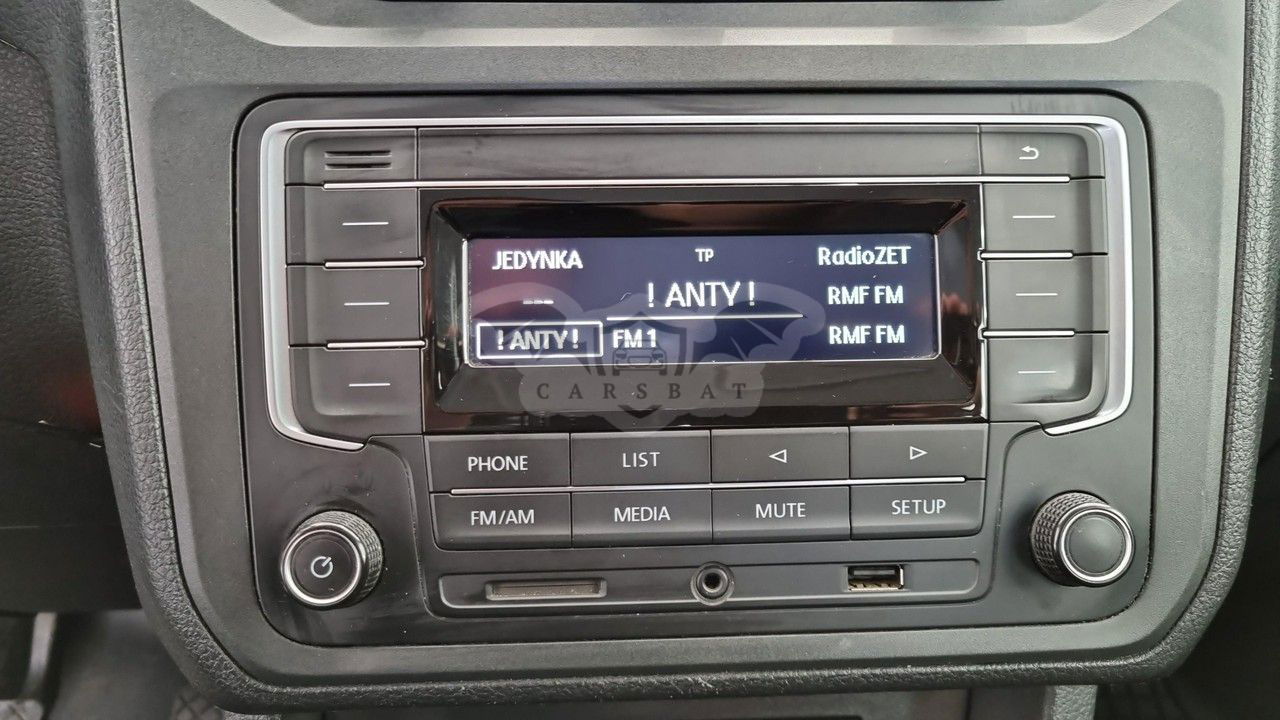 JEDYNKA TP RadioZET
--- ! ANTY ! RMF FM
! ANTY ! FM 1 RMF FM
CARSBAT
PHONE LIST
FM/AM MEDIA MUTE SETUP